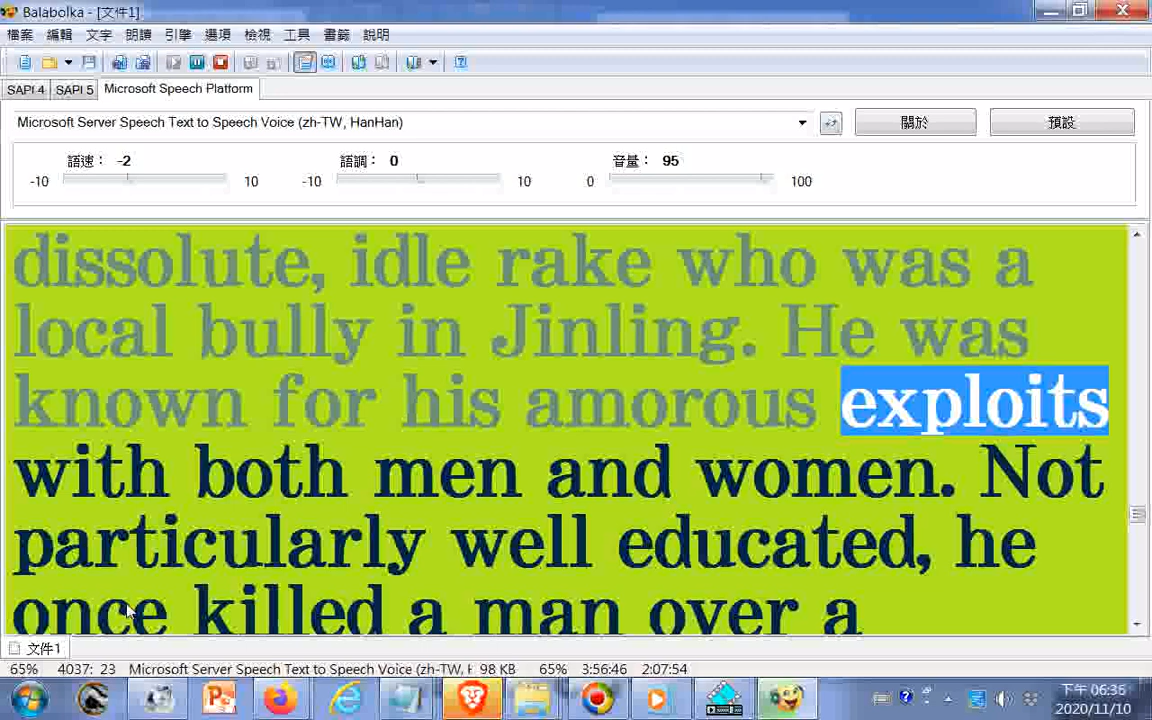 Balabolka - [文件1]
檔案 編輯 文字 朗讀 引擎 選項 檢視 工具 書籤 說明
SAPI 4 SAPI 5 Microsoft Speech Platform
Microsoft Server Speech Text to Speech Voice (zh-TW, HanHan) 關於 預設
語速： -2 語調： 0 音量： 95
-10 10 -10 10 0 100
dissolute, idle rake who was a
local bully in Jinling. He was
known for his amorous exploits
with both men and women. Not
particularly well educated, he
once killed a man over a
文件1
65% 4037: 23 Microsoft Server Speech Text to Speech Voice (zh-TW, H 98 KB 65% 3:56:46 2:07:54
下午 06:36
2020/11/10